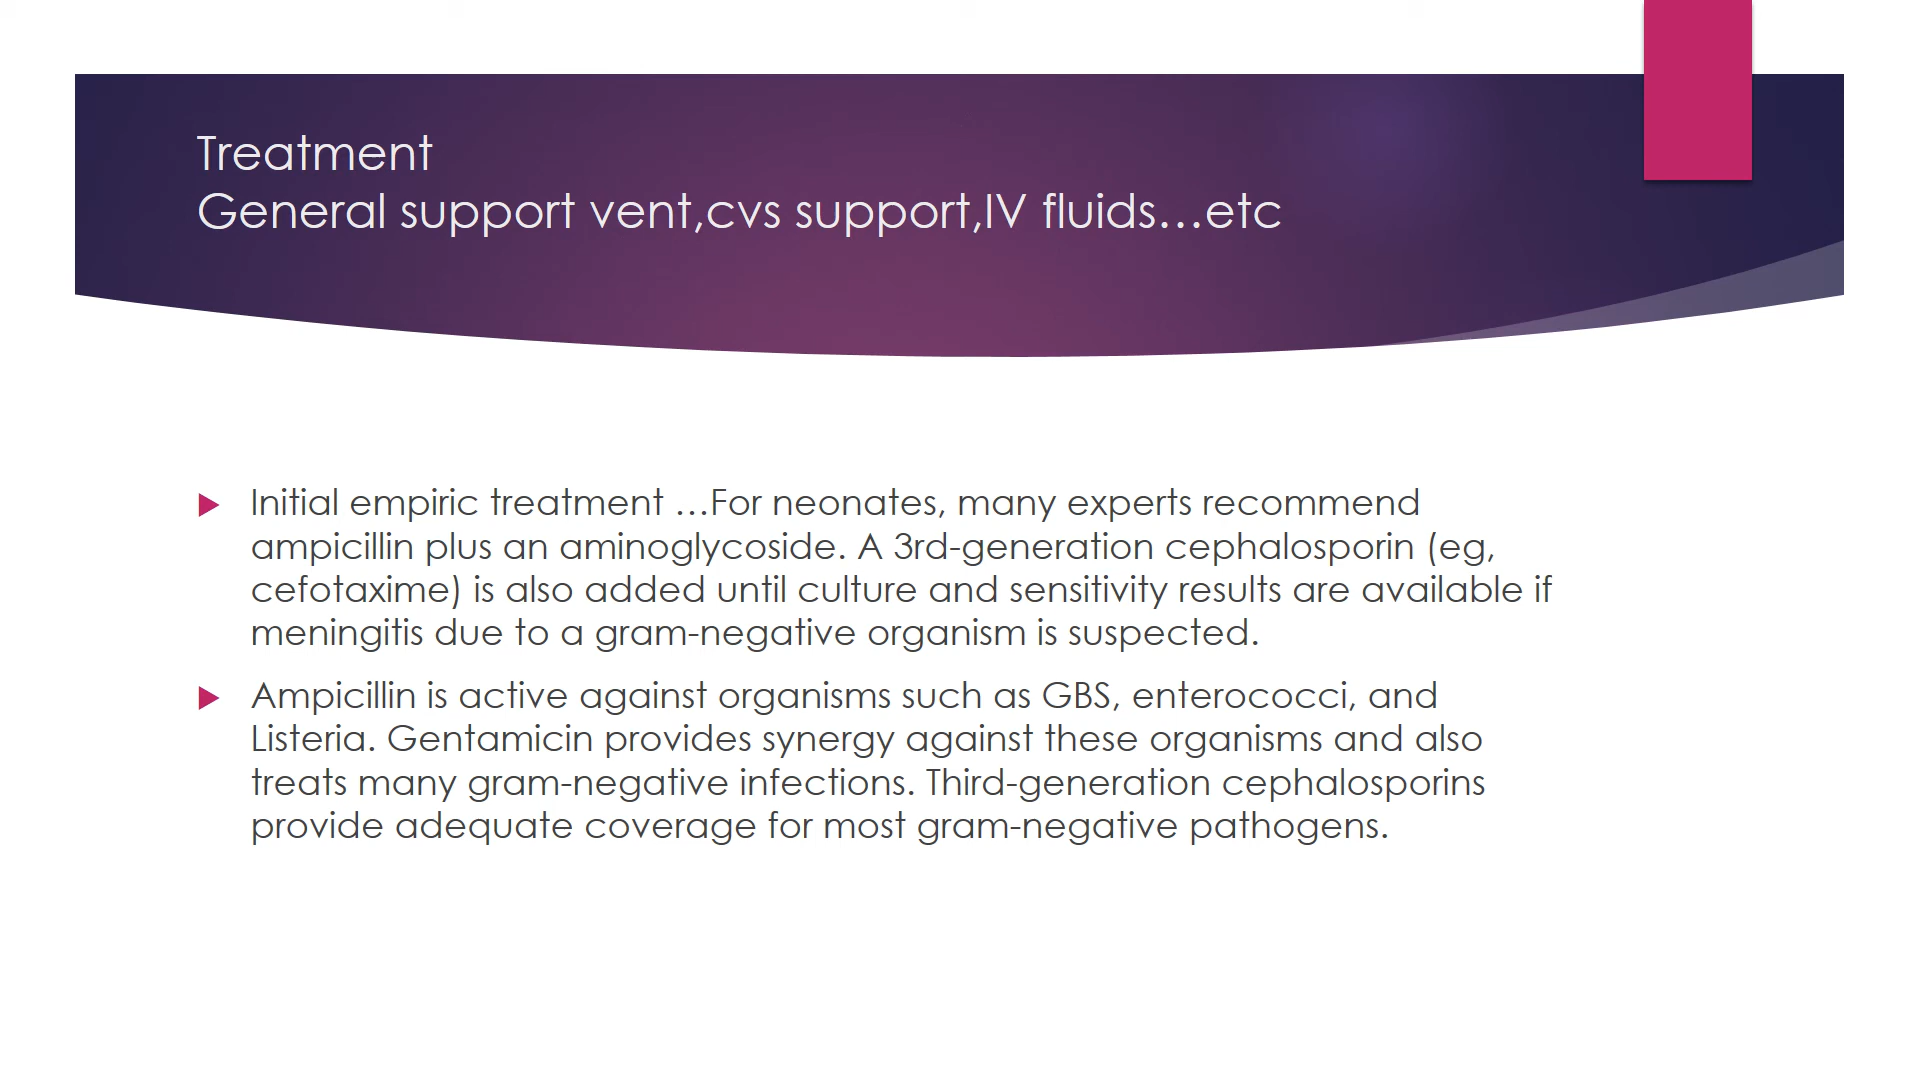 Treatment
General support vent,cvs support,IV fluids…etc
Initial empiric treatment …For neonates, many experts recommend
ampicillin plus an aminoglycoside. A 3rd-generation cephalosporin (eg,
cefotaxime) is also added until culture and sensitivity results are available if
meningitis due to a gram-negative organism is suspected.
Ampicillin is active against organisms such as GBS, enterococci, and
Listeria. Gentamicin provides synergy against these organisms and also
treats many gram-negative infections. Third-generation cephalosporins
provide adequate coverage for most gram-negative pathogens.